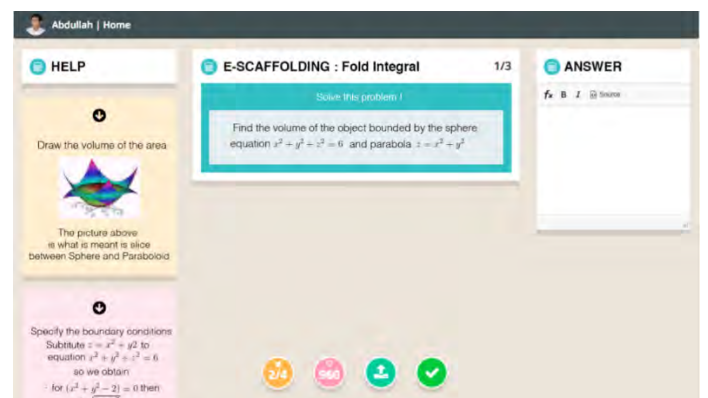 Abdullah | Home
HELP
Draw the volume of the area
The picture above
is what is meant is slice
between Sphere and Paraboloid
Specify the boundary conditions
Subtitute z = x² + y2 to
equation x² + y² + z² = 6
so we obtain
for (x² + y² − 2) = 0 then
E-SCAFFOLDING : Fold Integral 1/3
Solve this problem !
Find the volume of the object bounded by the sphere
equation x² + y² + z² = 6 and parabola z = x² + y²
2/4
960
ANSWER
fx B I Source